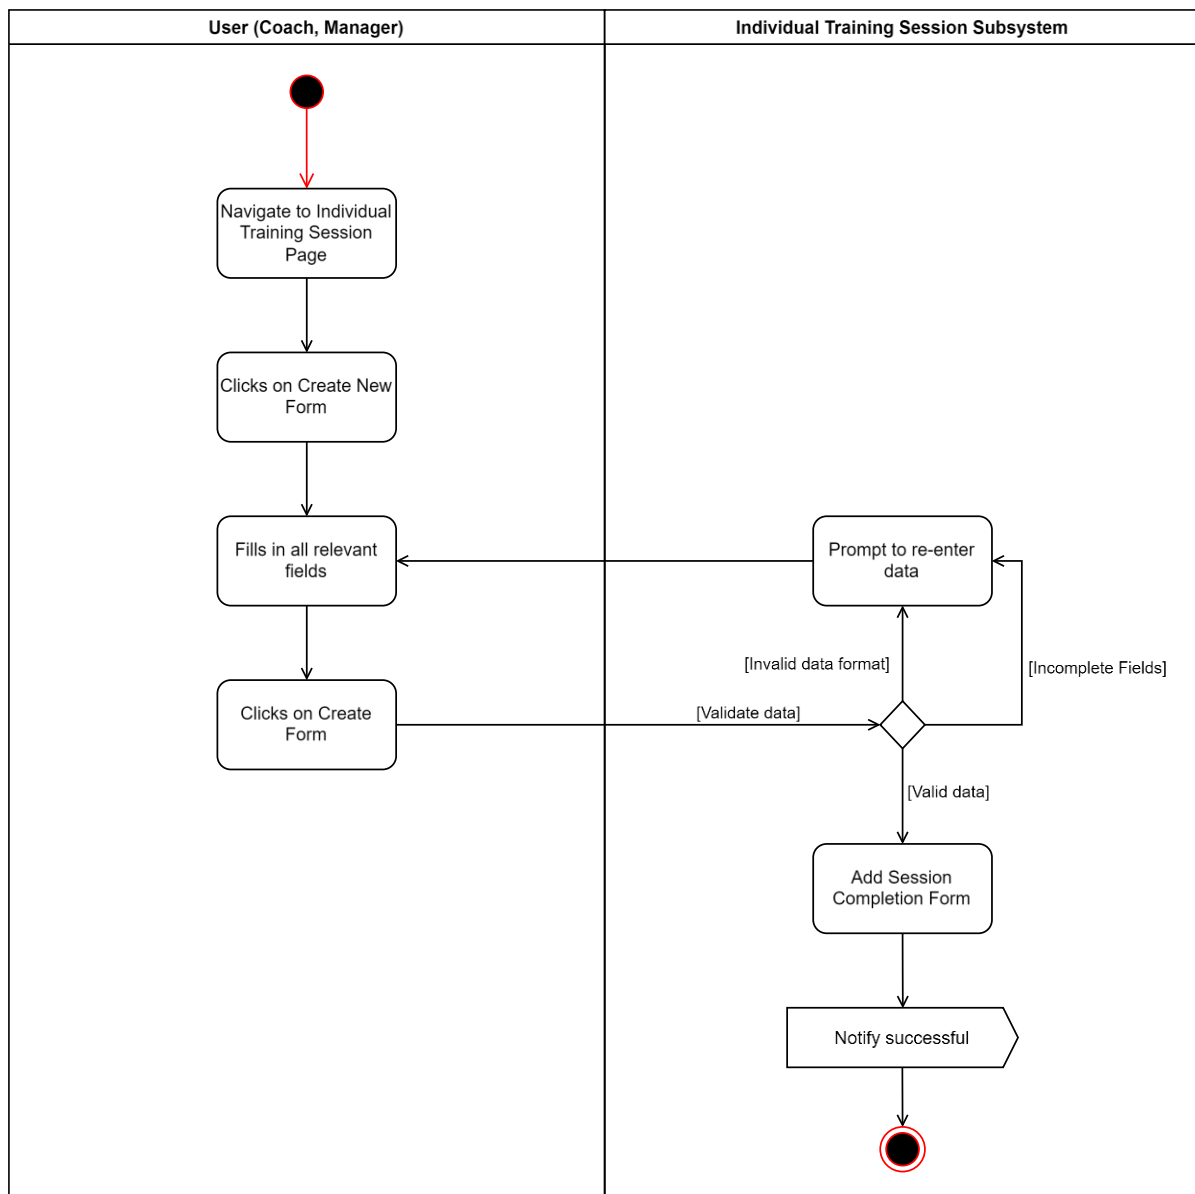 User (Coach, Manager)
Individual Training Session Subsystem
Navigate to Individual
Training Session
Page
Clicks on Create New
Form
Fills in all relevant
fields
Prompt to re-enter
data
[Invalid data format]
[Incomplete Fields]
Clicks on Create
Form
[Validate data]
[Valid data]
Add Session
Completion Form
Notify successful